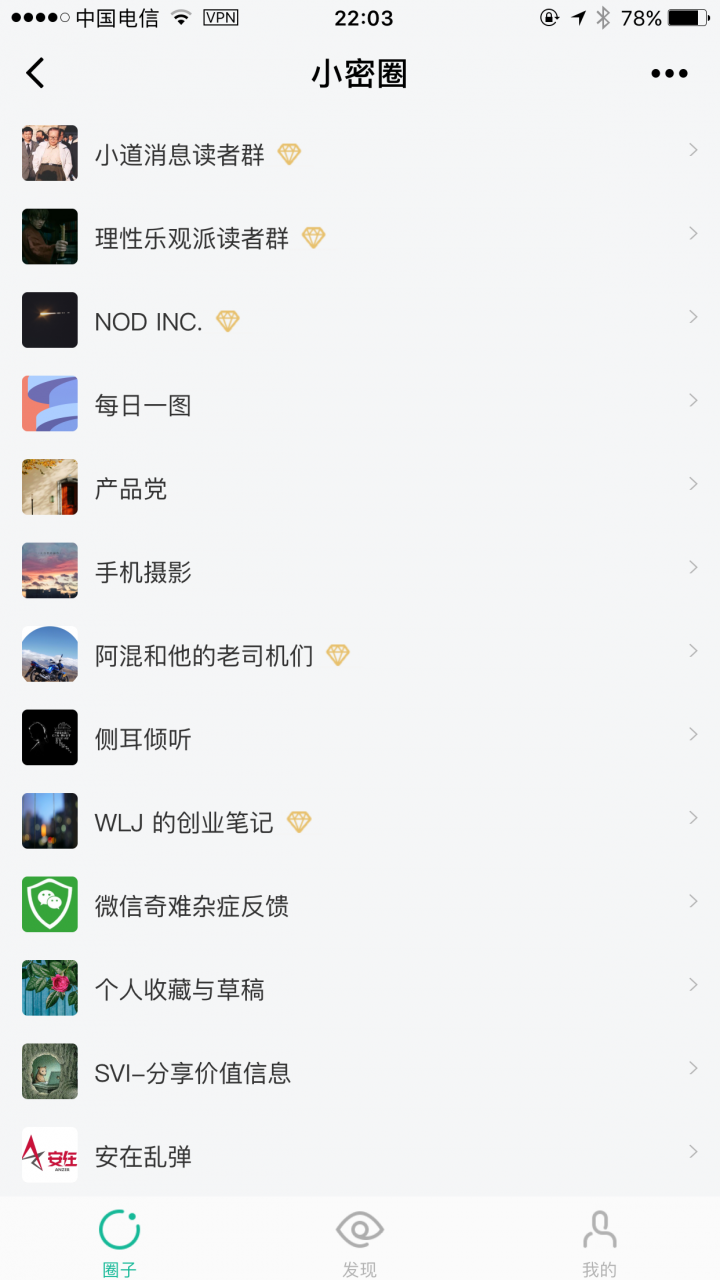 中国电信 VPN 22:03 78%
小密圈
小道消息读者群
理性乐观派读者群
NOD INC.
每日一图
产品党
手机摄影
阿混和他的老司机们
侧耳倾听
WLJ 的创业笔记
微信奇难杂症反馈
个人收藏与草稿
SVI-分享价值信息
安在
ANZER
安在乱弹
圈子 发现 我的